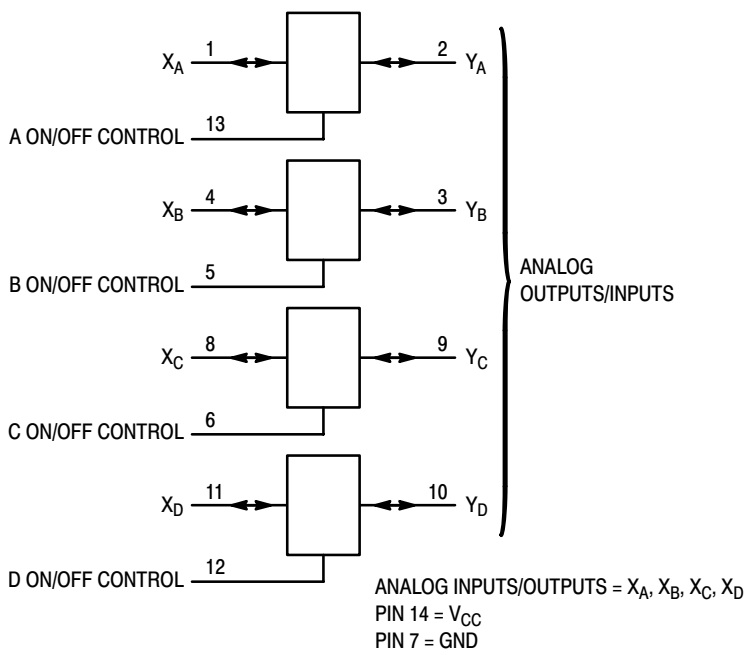 X_A 1 2 Y_A
A ON/OFF CONTROL 13
X_B 4 3 Y_B
B ON/OFF CONTROL 5
ANALOG
OUTPUTS/INPUTS
X_C 8 9 Y_C
C ON/OFF CONTROL 6
X_D 11 10 Y_D
D ON/OFF CONTROL 12
ANALOG INPUTS/OUTPUTS = X_A, X_B, X_C, X_D
PIN 14 = V_CC
PIN 7 = GND